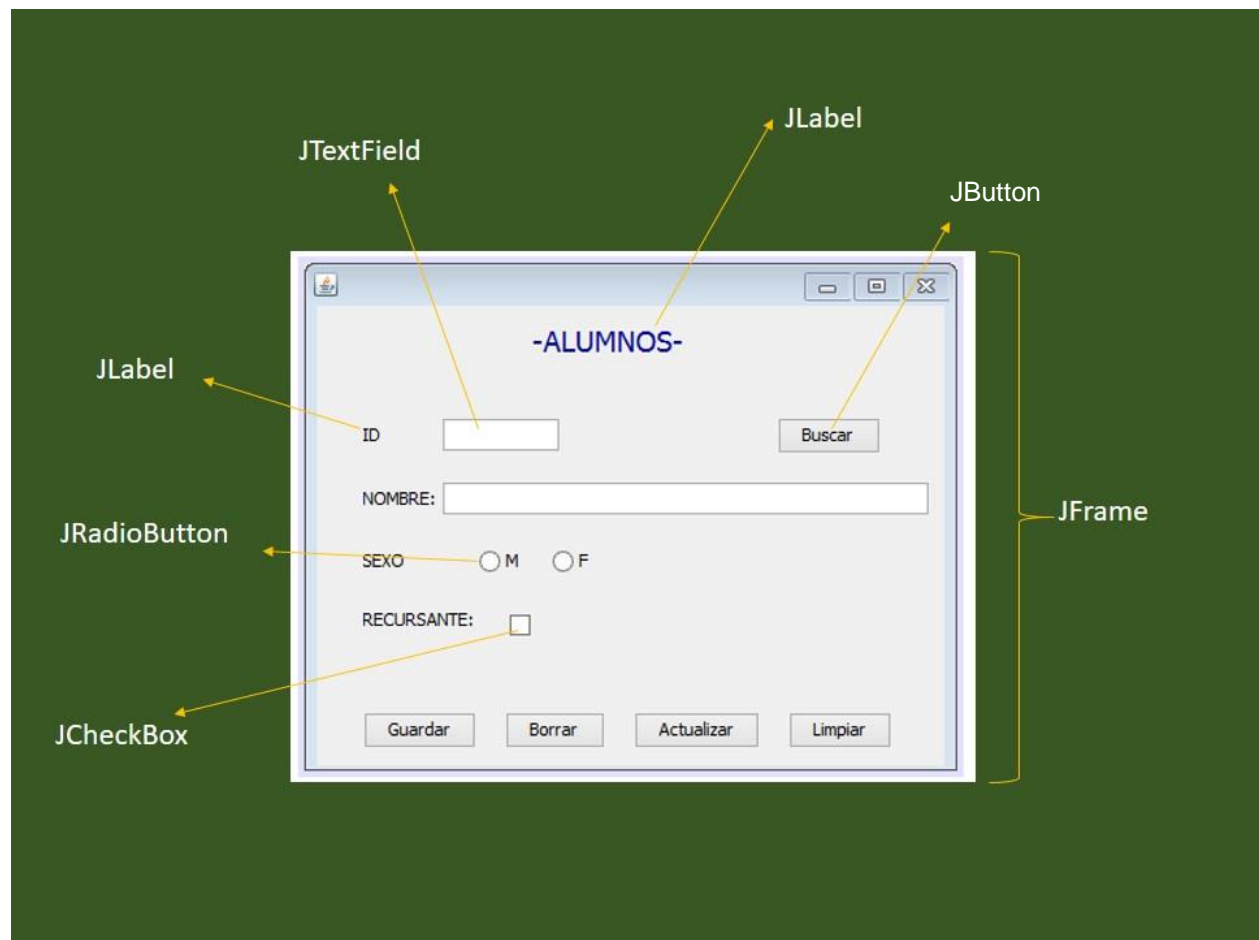 JLabel
JTextField
JButton
-ALUMNOS-
JLabel
ID
Buscar
NOMBRE:
JFrame
JRadioButton
SEXO M F
RECURSANTE:
JCheckBox
Guardar Borrar Actualizar Limpiar